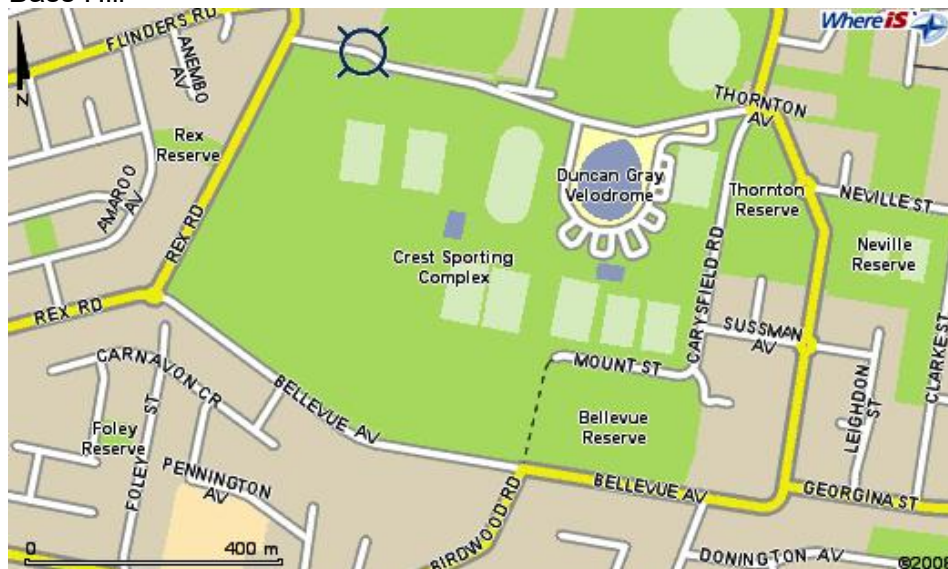 Bass Hill
WhereiS
N
FLINDERS RD
ANEMBO
AV
Rex
Reserve
THORNTON
AV
AMAROO
AV
REX RD
Duncan Gray
Velodrome
Thornton
Reserve
NEVILLE ST
Neville
Reserve
Crest Sporting
Complex
CARYSFIELD RD
REX RD
SUSSMAN
AV
CLARKE ST
CARNAVON CR
MOUNT ST
LEIGHDON
ST
BELLEVUE AV
Bellevue
Reserve
Foley
Reserve
FOLEY ST
PENNINGTON
AV
BELLEVUE AV
GEORGINA ST
BIRDWOOD RD
0 400 m
DONINGTON AV